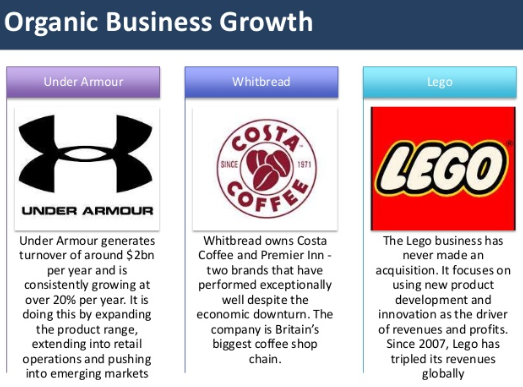 Organic Business Growth
Under Armour
UNDER ARMOUR
Under Armour generates
turnover of around $2bn
per year and is
consistently growing at
over 20% per year. It is
doing this by expanding
the product range,
extending into retail
operations and pushing
into emerging markets
Whitbread
COSTA
SINCE 1971
COFFEE
Whitbread owns Costa
Coffee and Premier Inn -
two brands that have
performed exceptionally
well despite the
economic downturn. The
company is Britain's
biggest coffee shop
chain.
Lego
LEGO
The Lego business has
never made an
acquisition. It focuses on
using new product
development and
innovation as the driver
of revenues and profits.
Since 2007, Lego has
tripled its revenues
globally